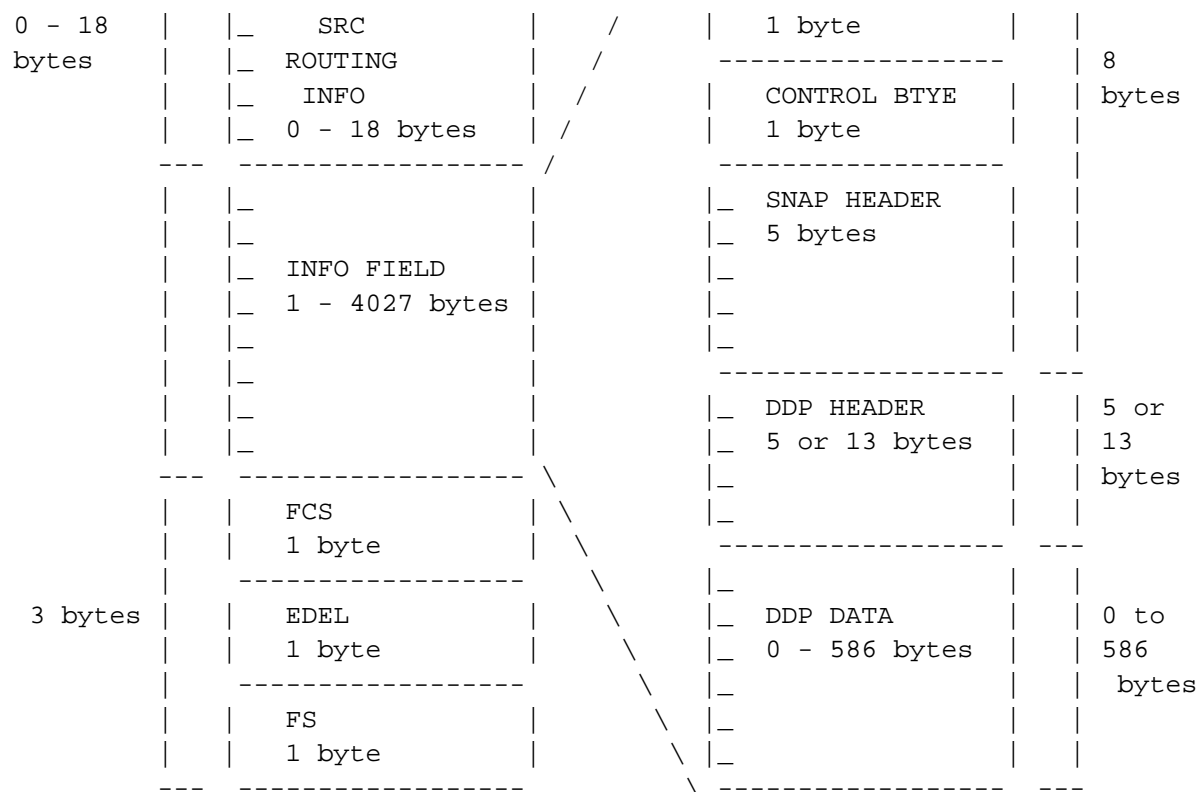 0 - 18 | |_ SRC | / | 1 byte | |
bytes | |_ ROUTING | / ------------------ | 8
| |_ INFO | / | CONTROL BTYE | | bytes
| |_ 0 - 18 bytes | / | 1 byte | |
--- ------------------ / ------------------ |
| |_ | |_ SNAP HEADER | |
| |_ | |_ 5 bytes | |
| |_ INFO FIELD | |_ | |
| |_ 1 - 4027 bytes | |_ | |
| |_ | |_ | |
| |_ | ------------------ ---
| |_ | |_ DDP HEADER | | 5 or
| |_ | |_ 5 or 13 bytes | | 13
--- ------------------ \ |_ | | bytes
| | FCS | \ |_ | |
| | 1 byte | \ ------------------ ---
| ------------------ \ |_ | |
3 bytes | | EDEL | \ |_ DDP DATA | | 0 to
| | 1 byte | \ |_ 0 - 586 bytes | | 586
| ------------------ \ |_ | | bytes
| | FS | \ |_ | |
| | 1 byte | \ |_ | |
--- ------------------ \ ------------------ ---